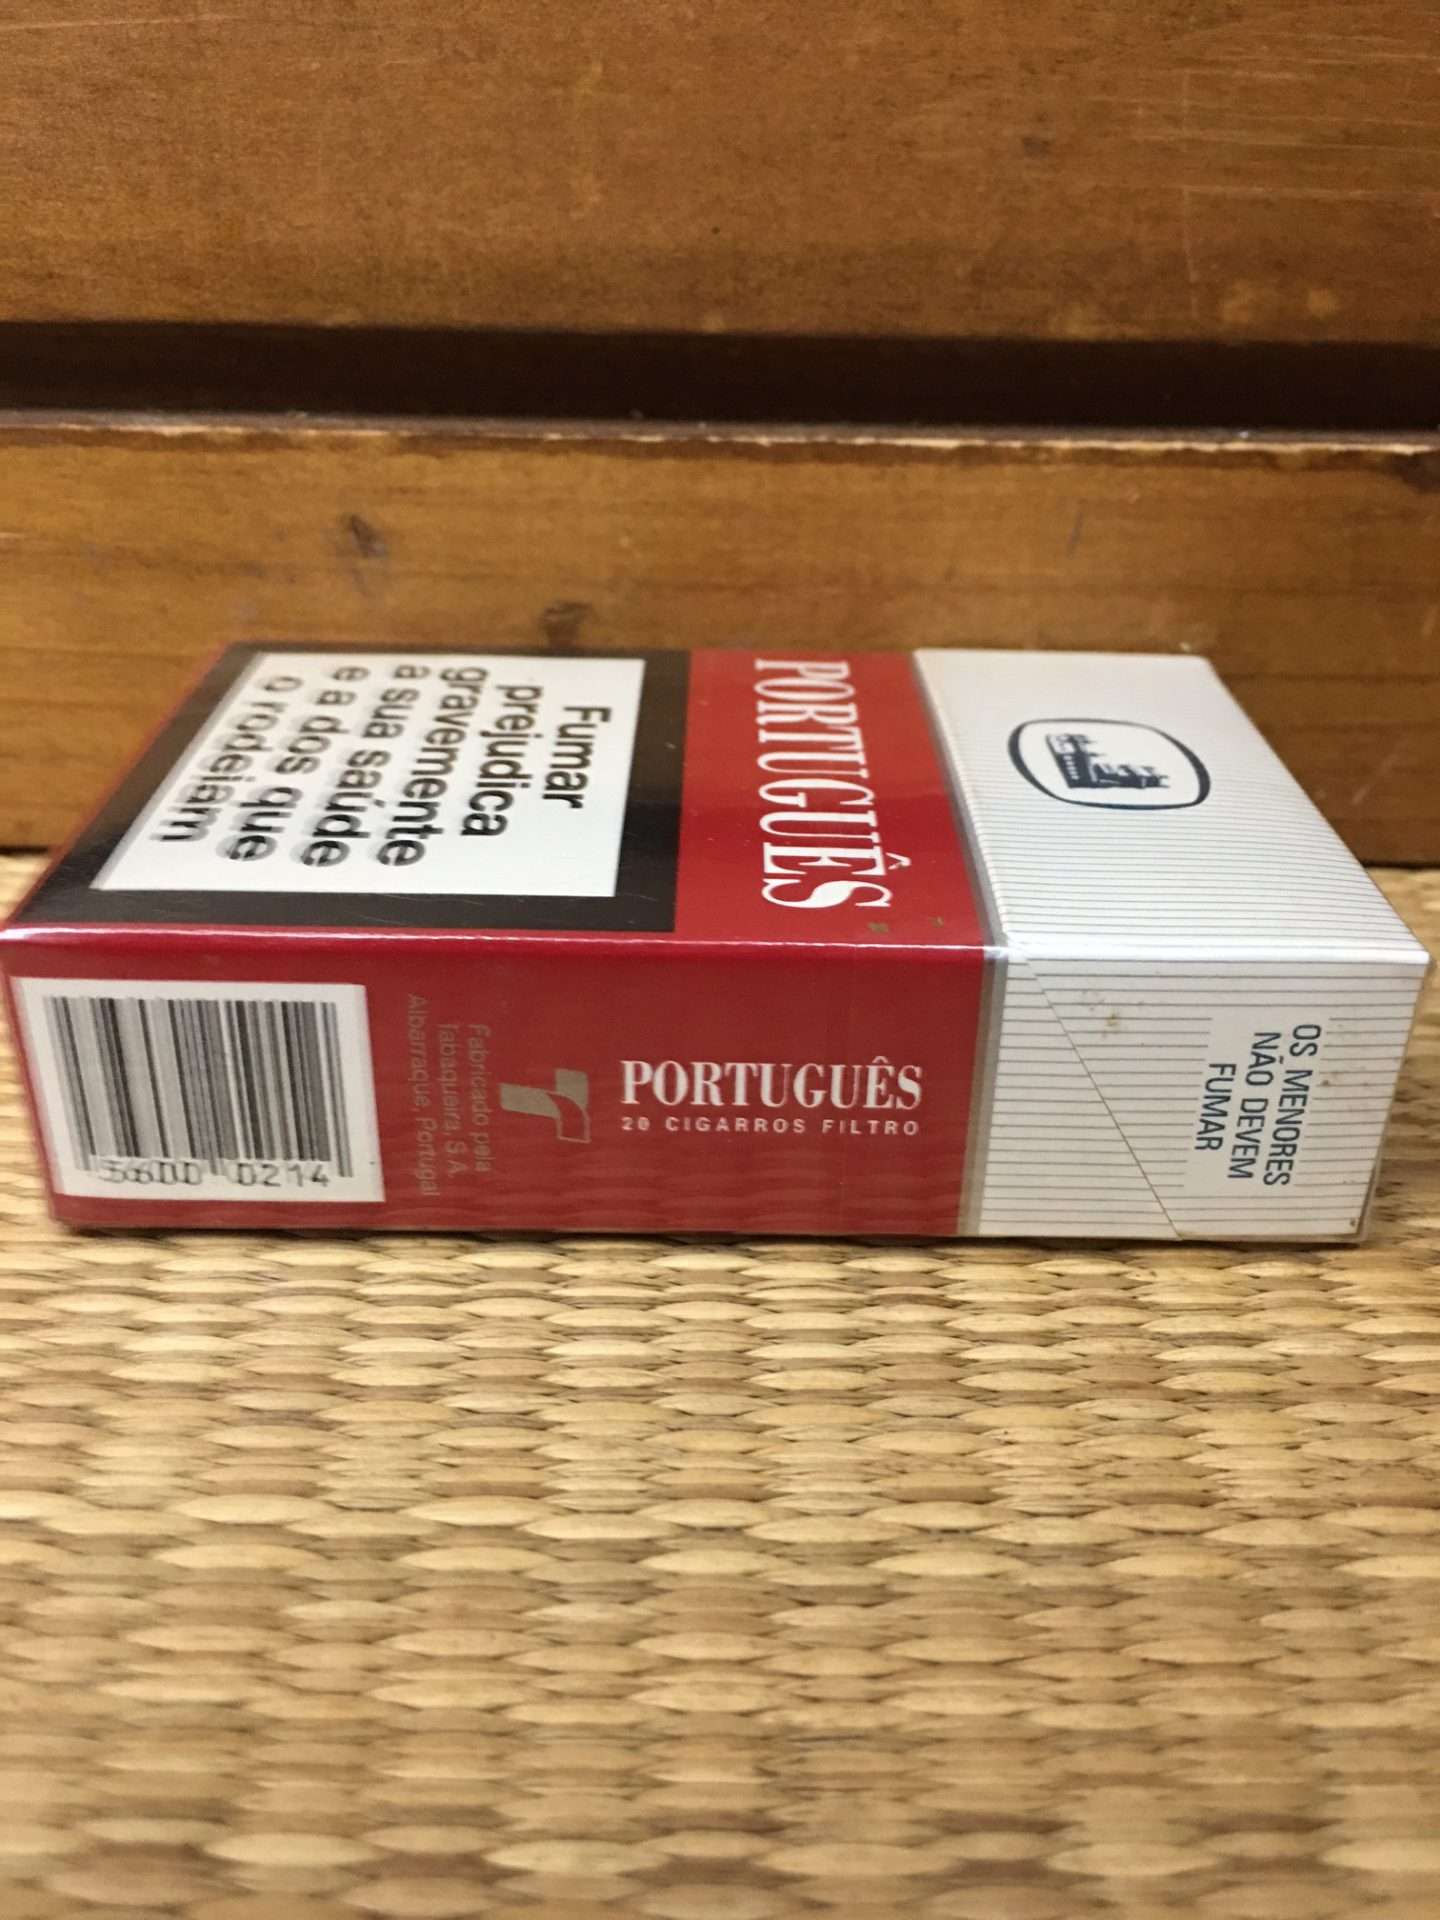 Fumar
prejudica
gravemente
a sua saúde
e a dos que
o rodeiam
PORTUGUÊS
5600 0214
Fabricado pela
Tabaqueira, S.A.
Albarraque, Portugal
PORTUGUÊS
20 CIGARROS FILTRO
OS MENORES
NÃO DEVEM
FUMAR